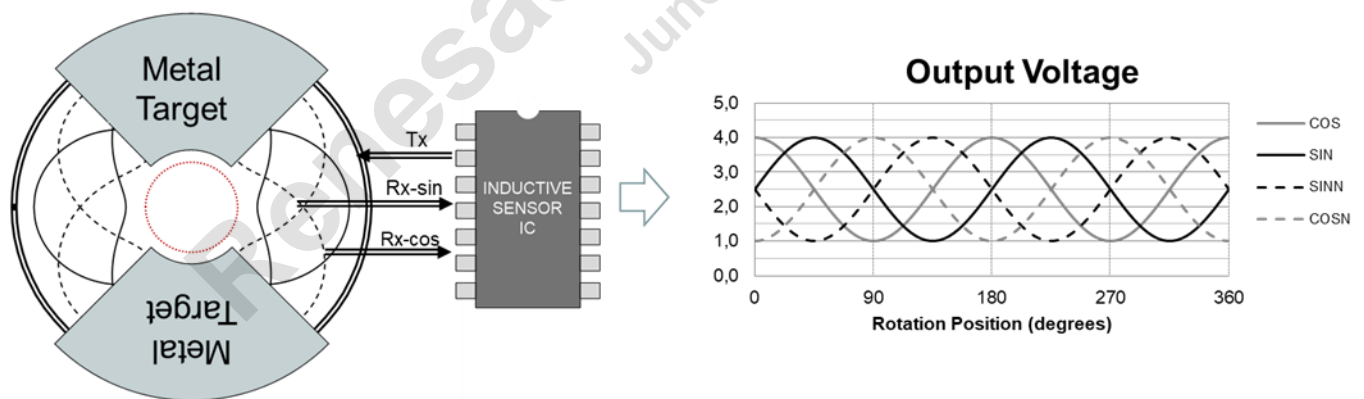 Metal
Target
Metal
Target
Tx
Rx-sin
Rx-cos
INDUCTIVE
SENSOR
IC
Output Voltage
5,0
4,0
3,0
2,0
1,0
0,0
0
90
180
270
360
Rotation Position (degrees)
COS
SIN
SINN
COSN
Renesa
June